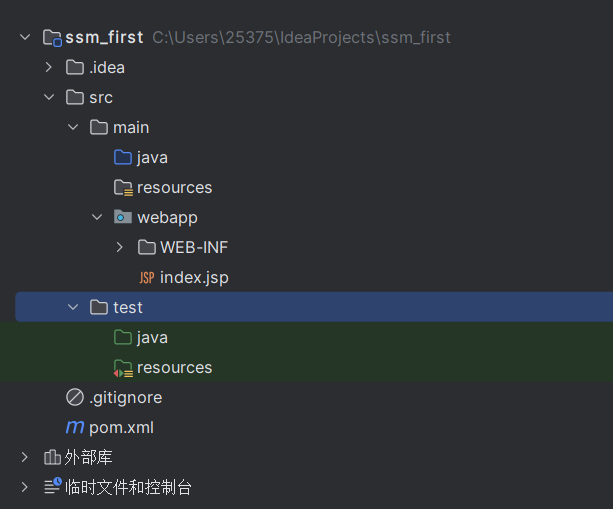 ssm_first C:\Users\25375\IdeaProjects\ssm_first
.idea
src
main
java
resources
webapp
WEB-INF
JSP index.jsp
test
java
resources
.gitignore
m pom.xml
外部库
临时文件和控制台